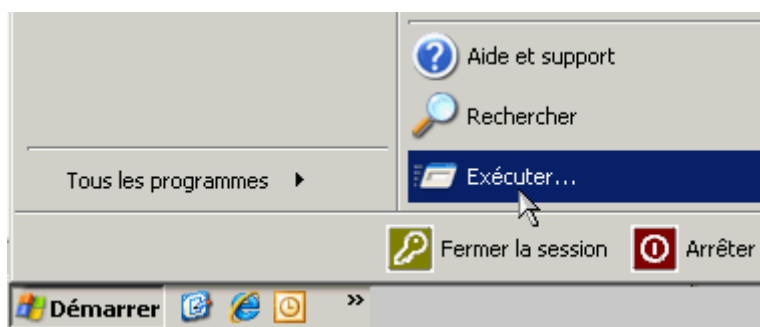 Aide et support
Rechercher
Tous les programmes
Exécuter...
Fermer la session
Arrêter
Démarrer